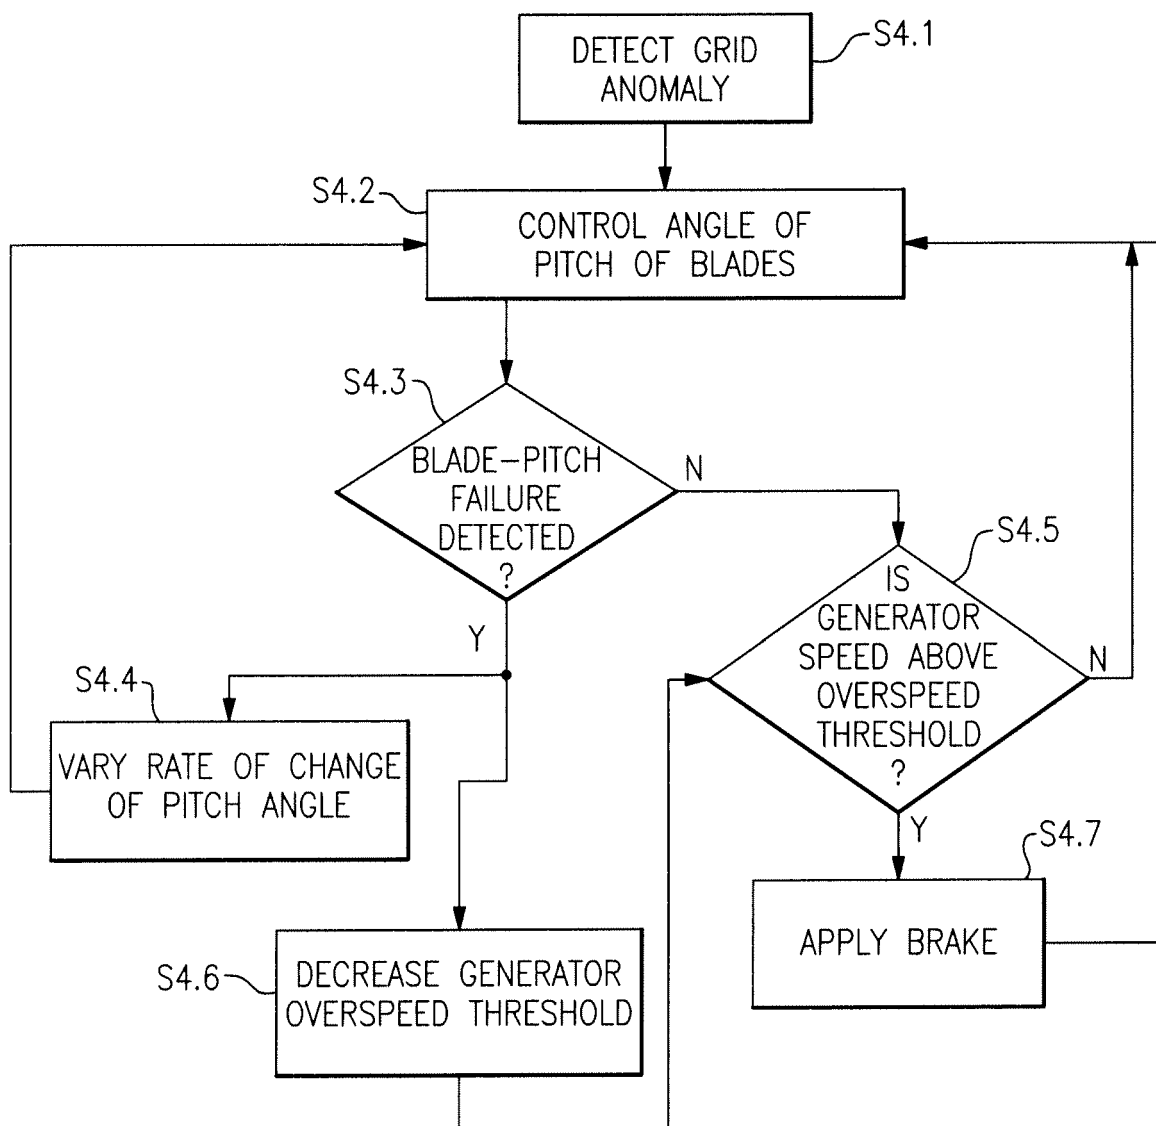 S4.1
DETECT GRID
ANOMALY
S4.2
CONTROL ANGLE OF
PITCH OF BLADES
S4.3
BLADE-PITCH
FAILURE
DETECTED
?
N
Y
S4.5
IS
GENERATOR
SPEED ABOVE
OVERSPEED
THRESHOLD
?
N
Y
S4.4
VARY RATE OF CHANGE
OF PITCH ANGLE
S4.7
APPLY BRAKE
S4.6
DECREASE GENERATOR
OVERSPEED THRESHOLD